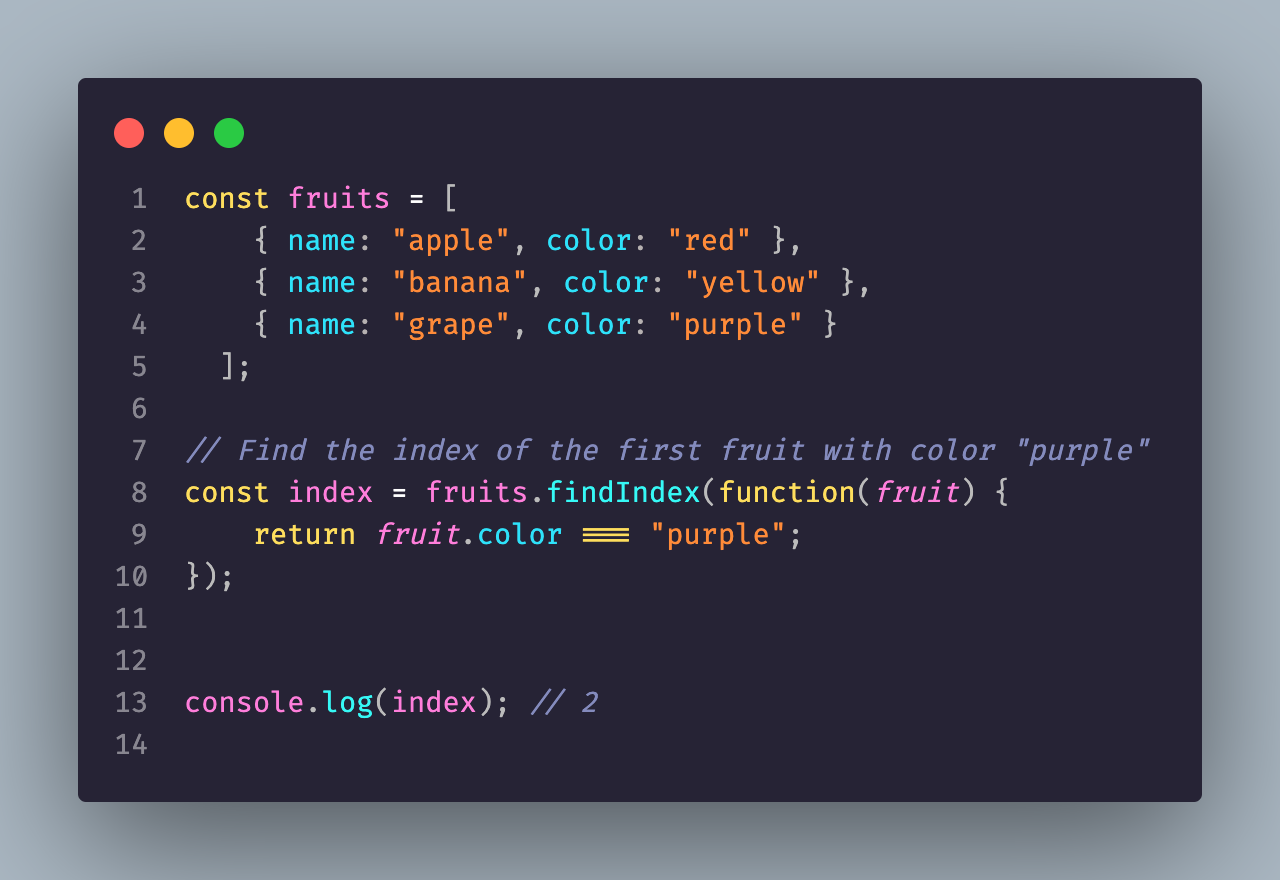 1 const fruits = [
2     { name: "apple", color: "red" },
3     { name: "banana", color: "yellow" },
4     { name: "grape", color: "purple" }
5   ];
6
7 // Find the index of the first fruit with color "purple"
8 const index = fruits.findIndex(function(fruit) {
9     return fruit.color === "purple";
10 });
11
12
13 console.log(index); // 2
14